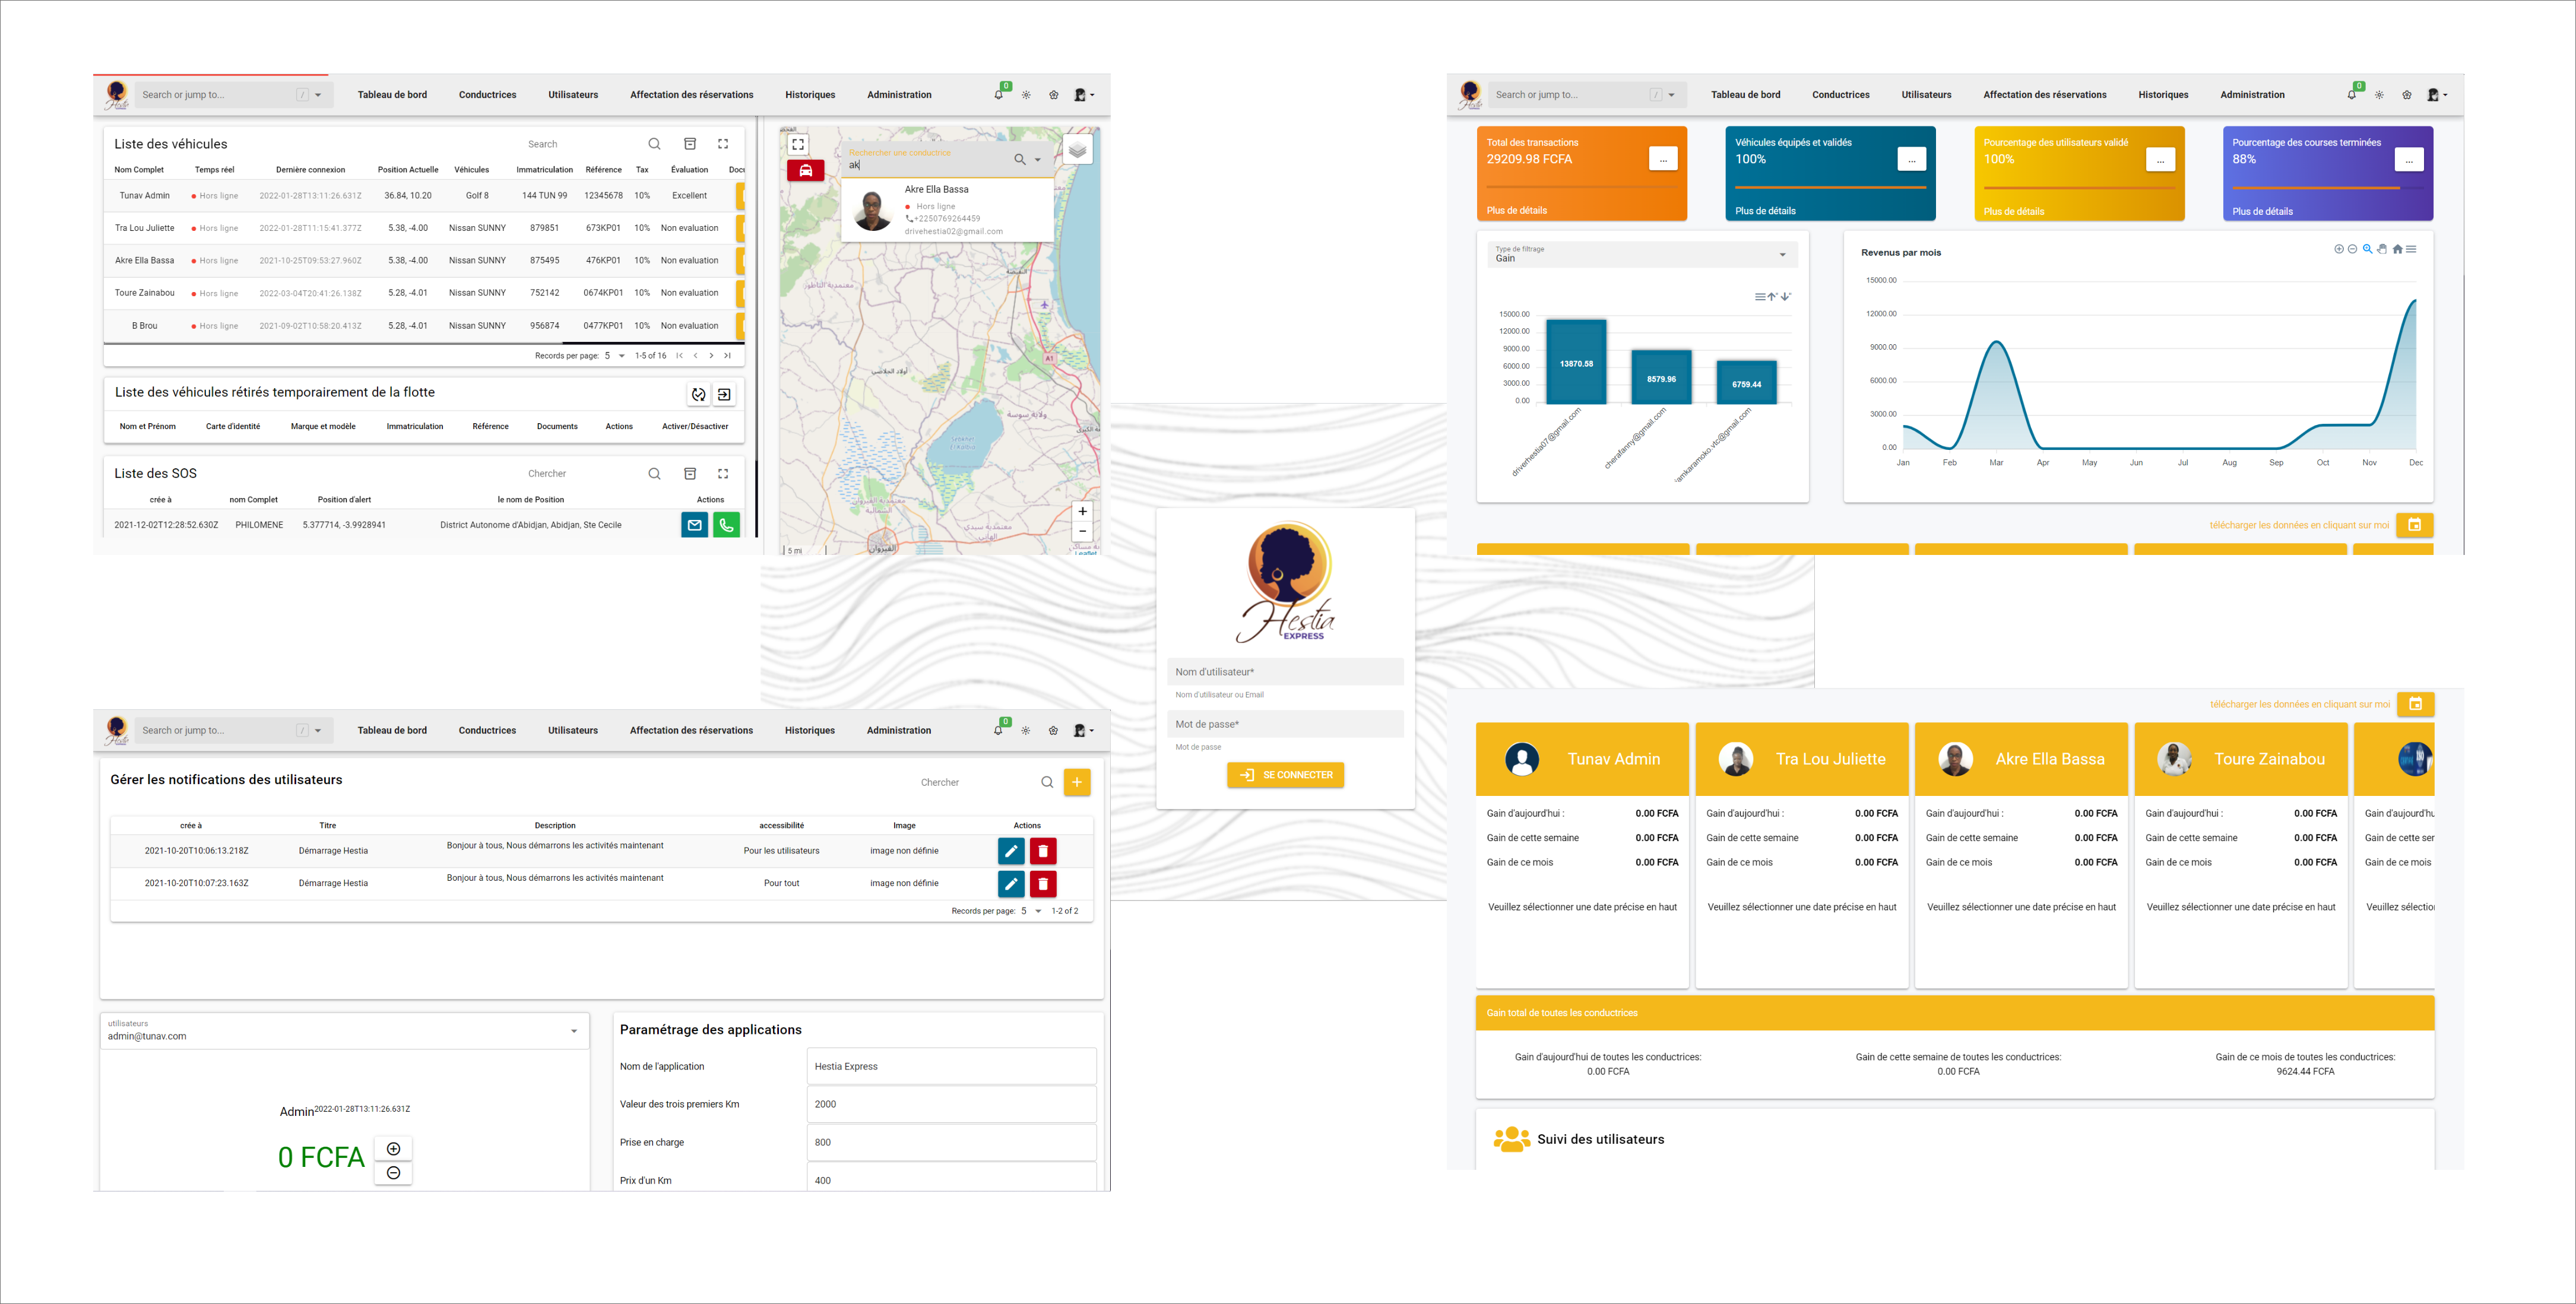 Hestia
Search or jump to... /
Tableau de bord Conductrices Utilisateurs Affectation des réservations Historiques Administration 0
Liste des véhicules Search
Nom Complet Temps réel Dernière connexion Position Actuelle Véhicules Immatriculation Référence Tax Évaluation Docu
Tunav Admin Hors ligne 2022-01-28T13:11:26.631Z 36.84, 10.20 Golf 8 144 TUN 99 12345678 10% Excellent
Tra Lou Juliette Hors ligne 2022-01-28T11:15:41.377Z 5.38, -4.00 Nissan SUNNY 879851 673KP01 10% Non evaluation
Akre Ella Bassa Hors ligne 2021-10-25T09:53:27.960Z 5.38, -4.00 Nissan SUNNY 875495 476KP01 10% Non evaluation
Toure Zainabou Hors ligne 2022-03-04T20:41:26.138Z 5.28, -4.01 Nissan SUNNY 752142 0674KP01 10% Non evaluation
B Brou Hors ligne 2021-09-02T10:58:20.413Z 5.28, -4.01 Nissan SUNNY 956874 0477KP01 10% Non evaluation
Records per page: 5 1-5 of 16
Liste des véhicules rétirés temporairement de la flotte
Nom et Prénom Carte d'identité Marque et modèle Immatriculation Référence Documents Actions Activer/Désactiver
Liste des SOS Chercher
crée à nom Complet Position d'alert le nom de Position Actions
2021-12-02T12:28:52.630Z PHILOMENE 5.377714, -3.9928941 District Autonome d'Abidjan, Abidjan, Ste Cecile
Rechercher une conductrice
ak
Akre Ella Bassa
Hors ligne
+2250769264459
drivehestia02@gmail.com
A1
ولاية سوسة
القيروان
+
−
5 mi
Leaflet
Hestia
Search or jump to... /
Tableau de bord Conductrices Utilisateurs Affectation des réservations Historiques Administration 0
Total des transactions
29209.98 FCFA
...
Plus de détails
Véhicules équipés et validés
100%
...
Plus de détails
Pourcentage des utilisateurs validé
100%
...
Plus de détails
Pourcentage des courses terminées
88%
...
Plus de détails
Type de filtrage
Gain
15000.00
12000.00
9000.00
6000.00
3000.00
0.00
13870.58
8579.96
6759.44
driverhestia07@gmail.com
cherafanny@gmail.com
iamkaramoko.vtc@gmail.com
Revenus par mois
15000.00
12000.00
9000.00
6000.00
3000.00
0.00
Jan Feb Mar Apr May Jun Jul Aug Sep Oct Nov Dec
télécharger les données en cliquant sur moi
Hestia
EXPRESS
Nom d'utilisateur*
Nom d'utilisateur ou Email
Mot de passe*
Mot de passe
SE CONNECTER
Hestia
Search or jump to... /
Tableau de bord Conductrices Utilisateurs Affectation des réservations Historiques Administration 0
Gérer les notifications des utilisateurs Chercher +
crée à Titre Description accessibilité Image Actions
2021-10-20T10:06:13.218Z Démarrage Hestia Bonjour à tous, Nous démarrons les activités maintenant Pour les utilisateurs image non définie
2021-10-20T10:07:23.163Z Démarrage Hestia Bonjour à tous, Nous démarrons les activités maintenant Pour tout image non définie
Records per page: 5 1-2 of 2
utilisateurs
admin@tunav.com
Admin2022-01-28T13:11:26.631Z
0 FCFA
Paramétrage des applications
Nom de l'application Hestia Express
Valeur des trois premiers Km 2000
Prise en charge 800
Prix d'un Km 400
télécharger les données en cliquant sur moi
Tunav Admin Tra Lou Juliette Akre Ella Bassa Toure Zainabou
Gain d'aujourd'hui : 0.00 FCFA Gain d'aujourd'hui : 0.00 FCFA Gain d'aujourd'hui : 0.00 FCFA Gain d'aujourd'hui : 0.00 FCFA Gain d'aujourd'hu
Gain de cette semaine 0.00 FCFA Gain de cette semaine 0.00 FCFA Gain de cette semaine 0.00 FCFA Gain de cette semaine 0.00 FCFA Gain de cette ser
Gain de ce mois 0.00 FCFA Gain de ce mois 0.00 FCFA Gain de ce mois 0.00 FCFA Gain de ce mois 0.00 FCFA Gain de ce mois
Veuillez sélectionner une date précise en haut Veuillez sélectionner une date précise en haut Veuillez sélectionner une date précise en haut Veuillez sélectionner une date précise en haut Veuillez sélectio
Gain total de toutes les conductrices
Gain d'aujourd'hui de toutes les conductrices: Gain de cette semaine de toutes les conductrices: Gain de ce mois de toutes les conductrices:
0.00 FCFA 0.00 FCFA 9624.44 FCFA
Suivi des utilisateurs